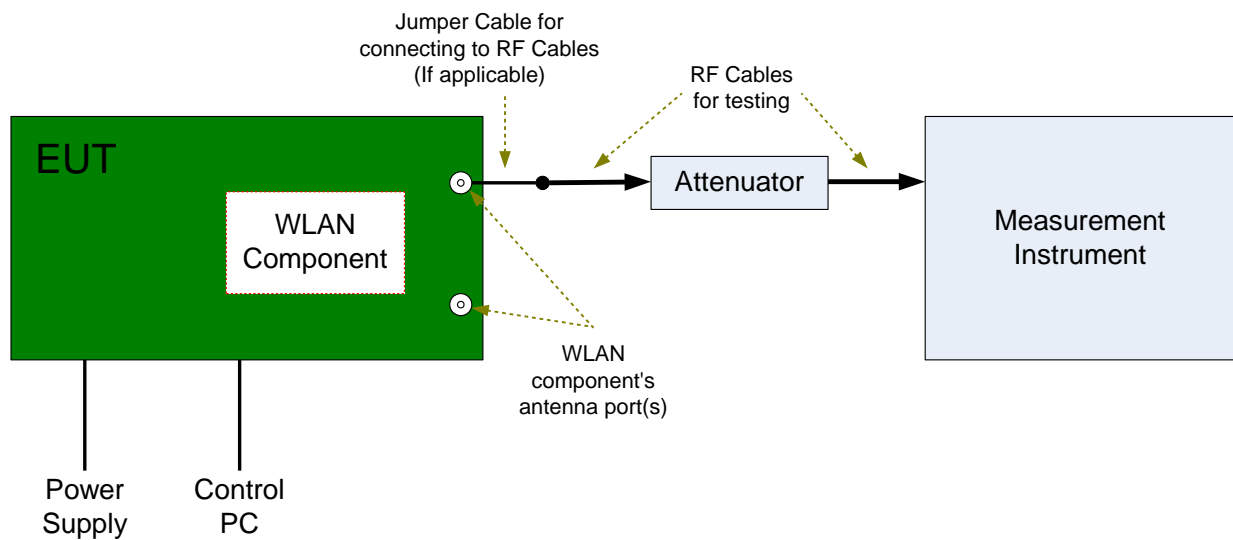 Jumper Cable for
connecting to RF Cables
(If applicable)
RF Cables
for testing
EUT
WLAN
Component
Attenuator
Measurement
Instrument
WLAN
component's
antenna port(s)
Power
Supply
Control
PC